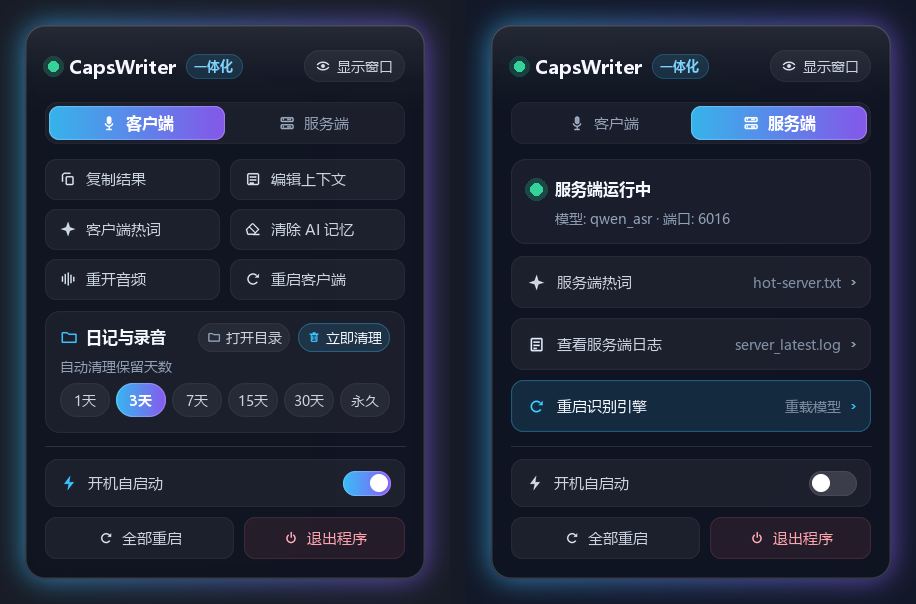 CapsWriter 一体化 显示窗口
客户端 服务端
复制结果 编辑上下文
客户端热词 清除 AI 记忆
重开音频 重启客户端
日记与录音 打开目录 立即清理
自动清理保留天数
1天 3天 7天 15天 30天 永久
开机自启动
全部重启 退出程序
CapsWriter 一体化 显示窗口
客户端 服务端
服务端运行中
模型: qwen_asr · 端口: 6016
服务端热词 hot-server.txt ›
查看服务端日志 server_latest.log ›
重启识别引擎 重载模型 ›
开机自启动
全部重启 退出程序